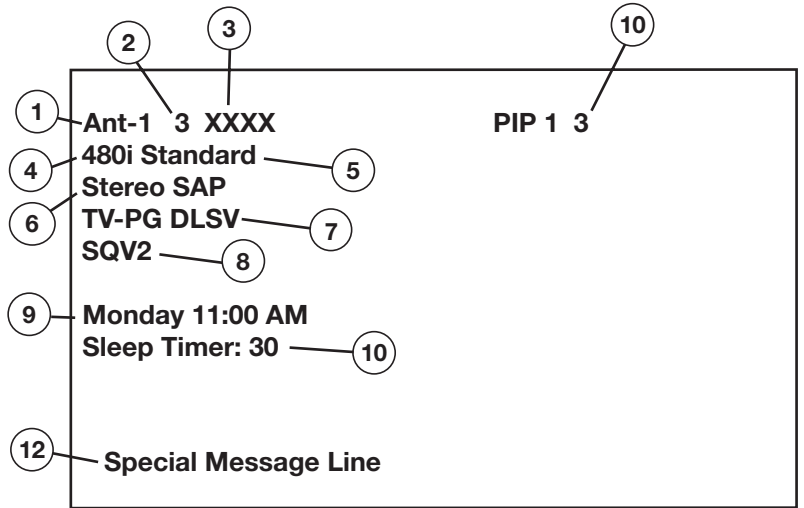 2 3 10
1 Ant-1 3 XXXX PIP 1 3
4 480i Standard 5
Stereo SAP
6 TV-PG DLSV 7
SQV2 8
9 Monday 11:00 AM
Sleep Timer: 30 10
12 Special Message Line